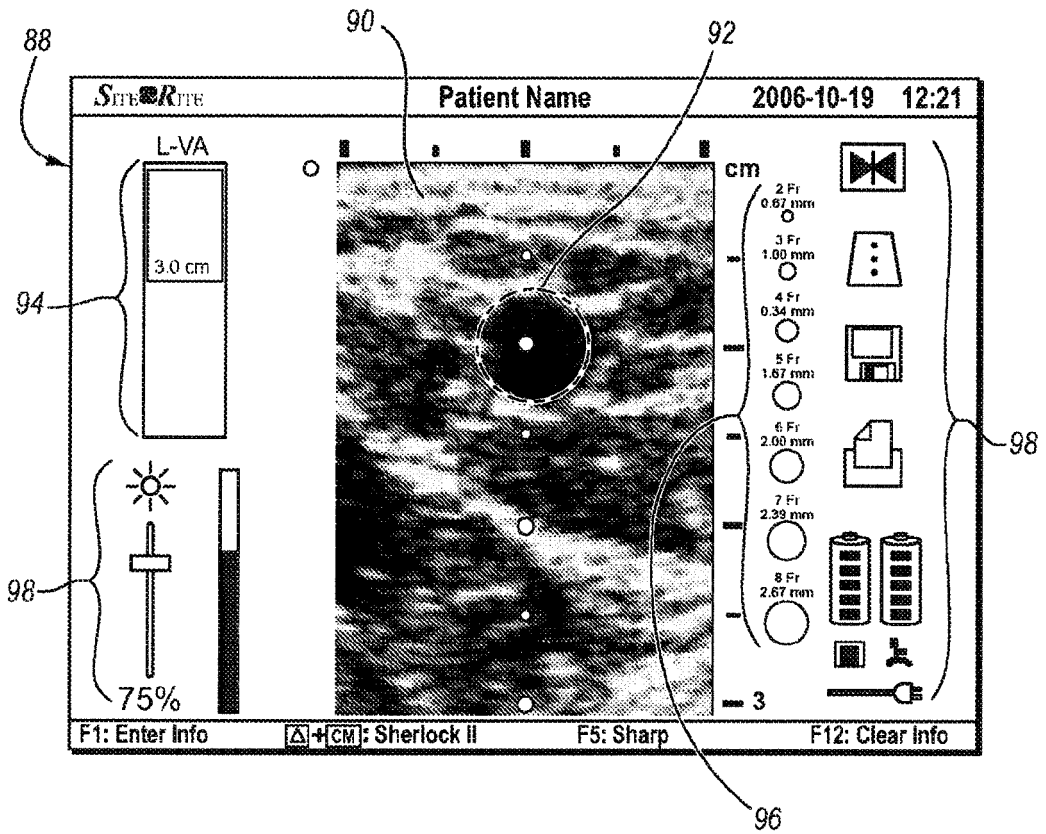 88
90
92
SITE RITE Patient Name 2006-10-19 12:21
L-VA
cm
3.0 cm
94
2 Fr
0.67 mm
3 Fr
1.00 mm
4 Fr
0.34 mm
5 Fr
1.67 mm
6 Fr
2.00 mm
7 Fr
2.39 mm
8 Fr
2.67 mm
98
98
75%
3
F1: Enter Info Δ+CM: Sherlock II F5: Sharp F12: Clear Info
96